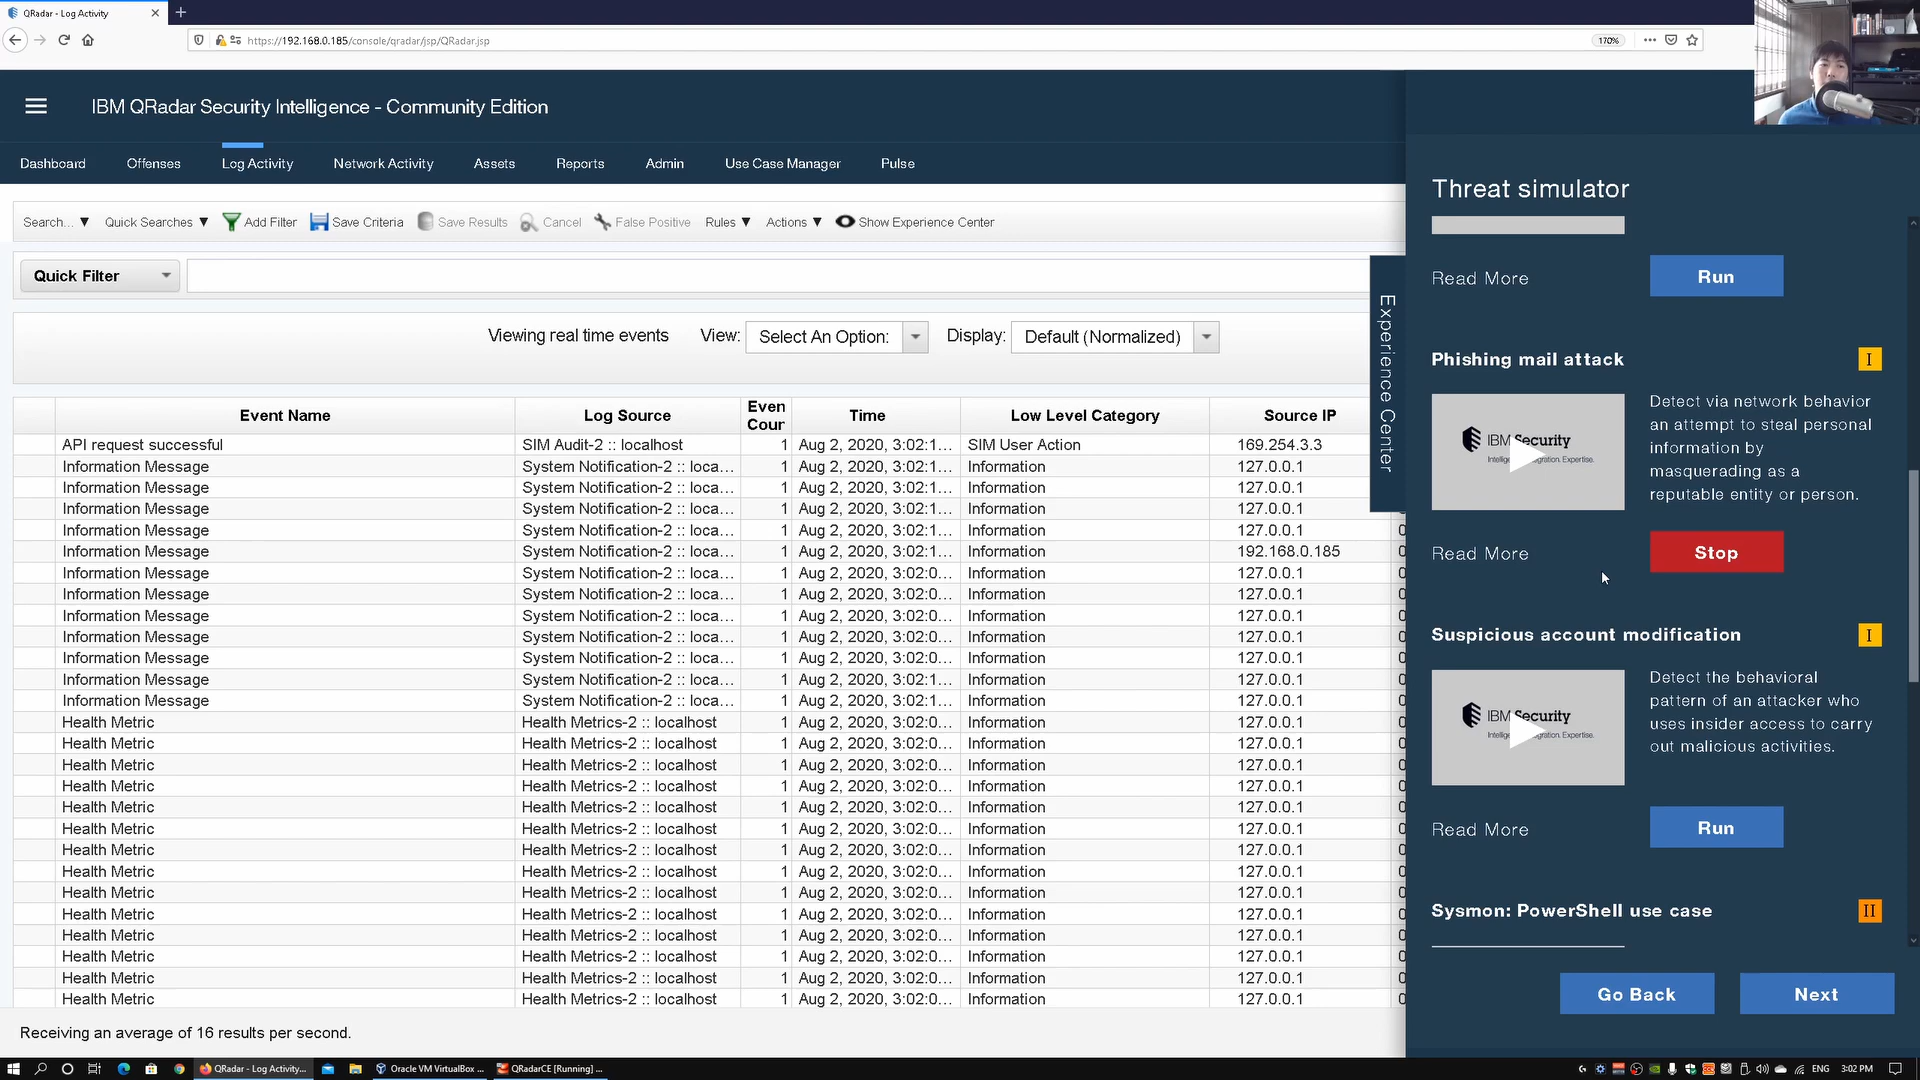 QRadar - Log Activity
https://192.168.0.185/console/qradar/jsp/QRadar.jsp
170%
IBM QRadar Security Intelligence - Community Edition
Dashboard Offenses Log Activity Network Activity Assets Reports Admin Use Case Manager Pulse
Search... Quick Searches Add Filter Save Criteria Save Results Cancel False Positive Rules Actions Show Experience Center
Quick Filter
Viewing real time events View: Select An Option: Display: Default (Normalized)
Event Name Log Source Even Cour Time Low Level Category Source IP
API request successful SIM Audit-2 :: localhost 1 Aug 2, 2020, 3:02:1... SIM User Action 169.254.3.3
Information Message System Notification-2 :: loca... 1 Aug 2, 2020, 3:02:1... Information 127.0.0.1
Information Message System Notification-2 :: loca... 1 Aug 2, 2020, 3:02:1... Information 127.0.0.1
Information Message System Notification-2 :: loca... 1 Aug 2, 2020, 3:02:1... Information 127.0.0.1
Information Message System Notification-2 :: loca... 1 Aug 2, 2020, 3:02:1... Information 127.0.0.1
Information Message System Notification-2 :: loca... 1 Aug 2, 2020, 3:02:1... Information 192.168.0.185 0
Information Message System Notification-2 :: loca... 1 Aug 2, 2020, 3:02:0... Information 127.0.0.1 0
Information Message System Notification-2 :: loca... 1 Aug 2, 2020, 3:02:0... Information 127.0.0.1 0
Information Message System Notification-2 :: loca... 1 Aug 2, 2020, 3:02:0... Information 127.0.0.1 0
Information Message System Notification-2 :: loca... 1 Aug 2, 2020, 3:02:0... Information 127.0.0.1 0
Information Message System Notification-2 :: loca... 1 Aug 2, 2020, 3:02:0... Information 127.0.0.1 0
Information Message System Notification-2 :: loca... 1 Aug 2, 2020, 3:02:0... Information 127.0.0.1 0
Information Message System Notification-2 :: loca... 1 Aug 2, 2020, 3:02:0... Information 127.0.0.1 0
Health Metric Health Metrics-2 :: localhost 1 Aug 2, 2020, 3:02:0... Information 127.0.0.1 0
Health Metric Health Metrics-2 :: localhost 1 Aug 2, 2020, 3:02:0... Information 127.0.0.1 0
Health Metric Health Metrics-2 :: localhost 1 Aug 2, 2020, 3:02:0... Information 127.0.0.1 0
Health Metric Health Metrics-2 :: localhost 1 Aug 2, 2020, 3:02:0... Information 127.0.0.1 0
Health Metric Health Metrics-2 :: localhost 1 Aug 2, 2020, 3:02:0... Information 127.0.0.1 0
Health Metric Health Metrics-2 :: localhost 1 Aug 2, 2020, 3:02:0... Information 127.0.0.1 0
Health Metric Health Metrics-2 :: localhost 1 Aug 2, 2020, 3:02:0... Information 127.0.0.1 0
Health Metric Health Metrics-2 :: localhost 1 Aug 2, 2020, 3:02:0... Information 127.0.0.1 0
Health Metric Health Metrics-2 :: localhost 1 Aug 2, 2020, 3:02:0... Information 127.0.0.1 0
Health Metric Health Metrics-2 :: localhost 1 Aug 2, 2020, 3:02:0... Information 127.0.0.1 0
Health Metric Health Metrics-2 :: localhost 1 Aug 2, 2020, 3:02:0... Information 127.0.0.1 0
Health Metric Health Metrics-2 :: localhost 1 Aug 2, 2020, 3:02:0... Information 127.0.0.1 0
Health Metric Health Metrics-2 :: localhost 1 Aug 2, 2020, 3:02:0... Information 127.0.0.1 0
Health Metric Health Metrics-2 :: localhost 1 Aug 2, 2020, 3:02:0... Information 127.0.0.1 0
Receiving an average of 16 results per second.
Experience Center
Threat simulator
Read More Run
Phishing mail attack I
IBM Security
Detect via network behavior
an attempt to steal personal
information by
masquerading as a
reputable entity or person.
Read More Stop
Suspicious account modification I
IBM Security
Detect the behavioral
pattern of an attacker who
uses insider access to carry
out malicious activities.
Read More Run
Sysmon: PowerShell use case II
Go Back Next
QRadar - Log Activity... Oracle VM VirtualBox ... QRadarCE [Running] ... ENG 3:02 PM